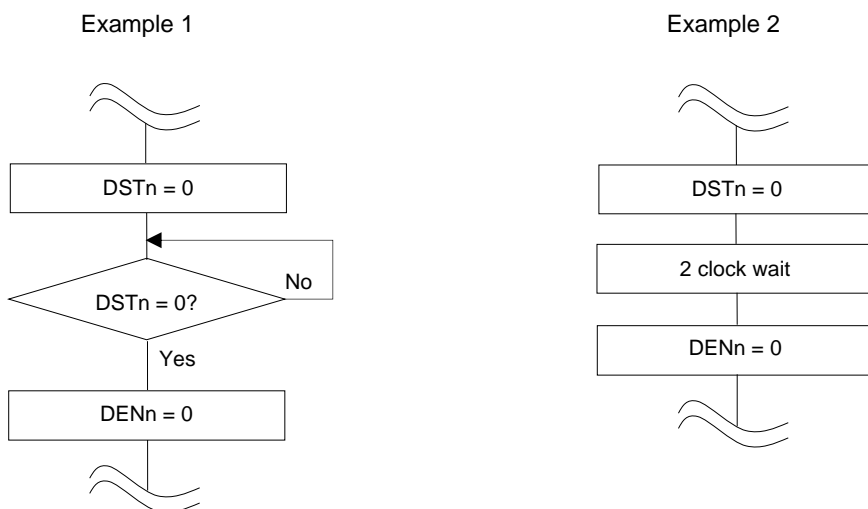 Example 1
DSTn = 0
DSTn = 0?
No
Yes
DENn = 0
Example 2
DSTn = 0
2 clock wait
DENn = 0